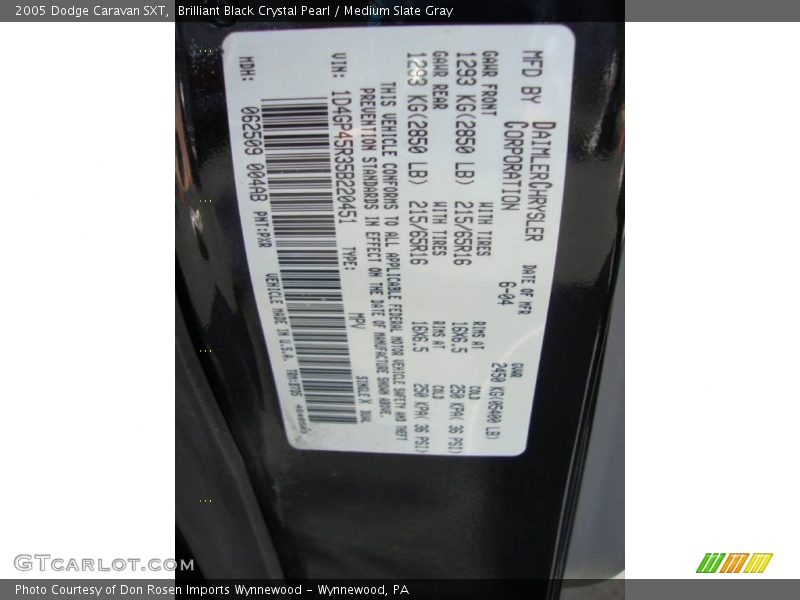 2005 Dodge Caravan SXT, Brilliant Black Crystal Pearl / Medium Slate Gray
MFD BY DAIMLERCHRYSLER CORPORATION
DATE OF MFR 6-04
GVWR 2450 KG(05400 LB)
GAWR FRONT WITH TIRES RIMS AT COLD
1293 KG(2850 LB) 215/65R16 16X6.5 250 KPA( 36 PSI)
GAWR REAR WITH TIRES RIMS AT COLD
1293 KG(2850 LB) 215/65R16 16X6.5 250 KPA( 36 PSI)
THIS VEHICLE CONFORMS TO ALL APPLICABLE FEDERAL MOTOR VEHICLE SAFETY AND THEFT
PREVENTION STANDARDS IN EFFECT ON THE DATE OF MANUFACTURE SHOWN ABOVE.
VIN: 1D4GP45R35B220451 TYPE: MPV SINGLE X DUAL
MDH: 062509 004AB PNT:PXR
VEHICLE MADE IN U.S.A.
GTCARLOT.COM
Photo Courtesy of Don Rosen Imports Wynnewood - Wynnewood, PA